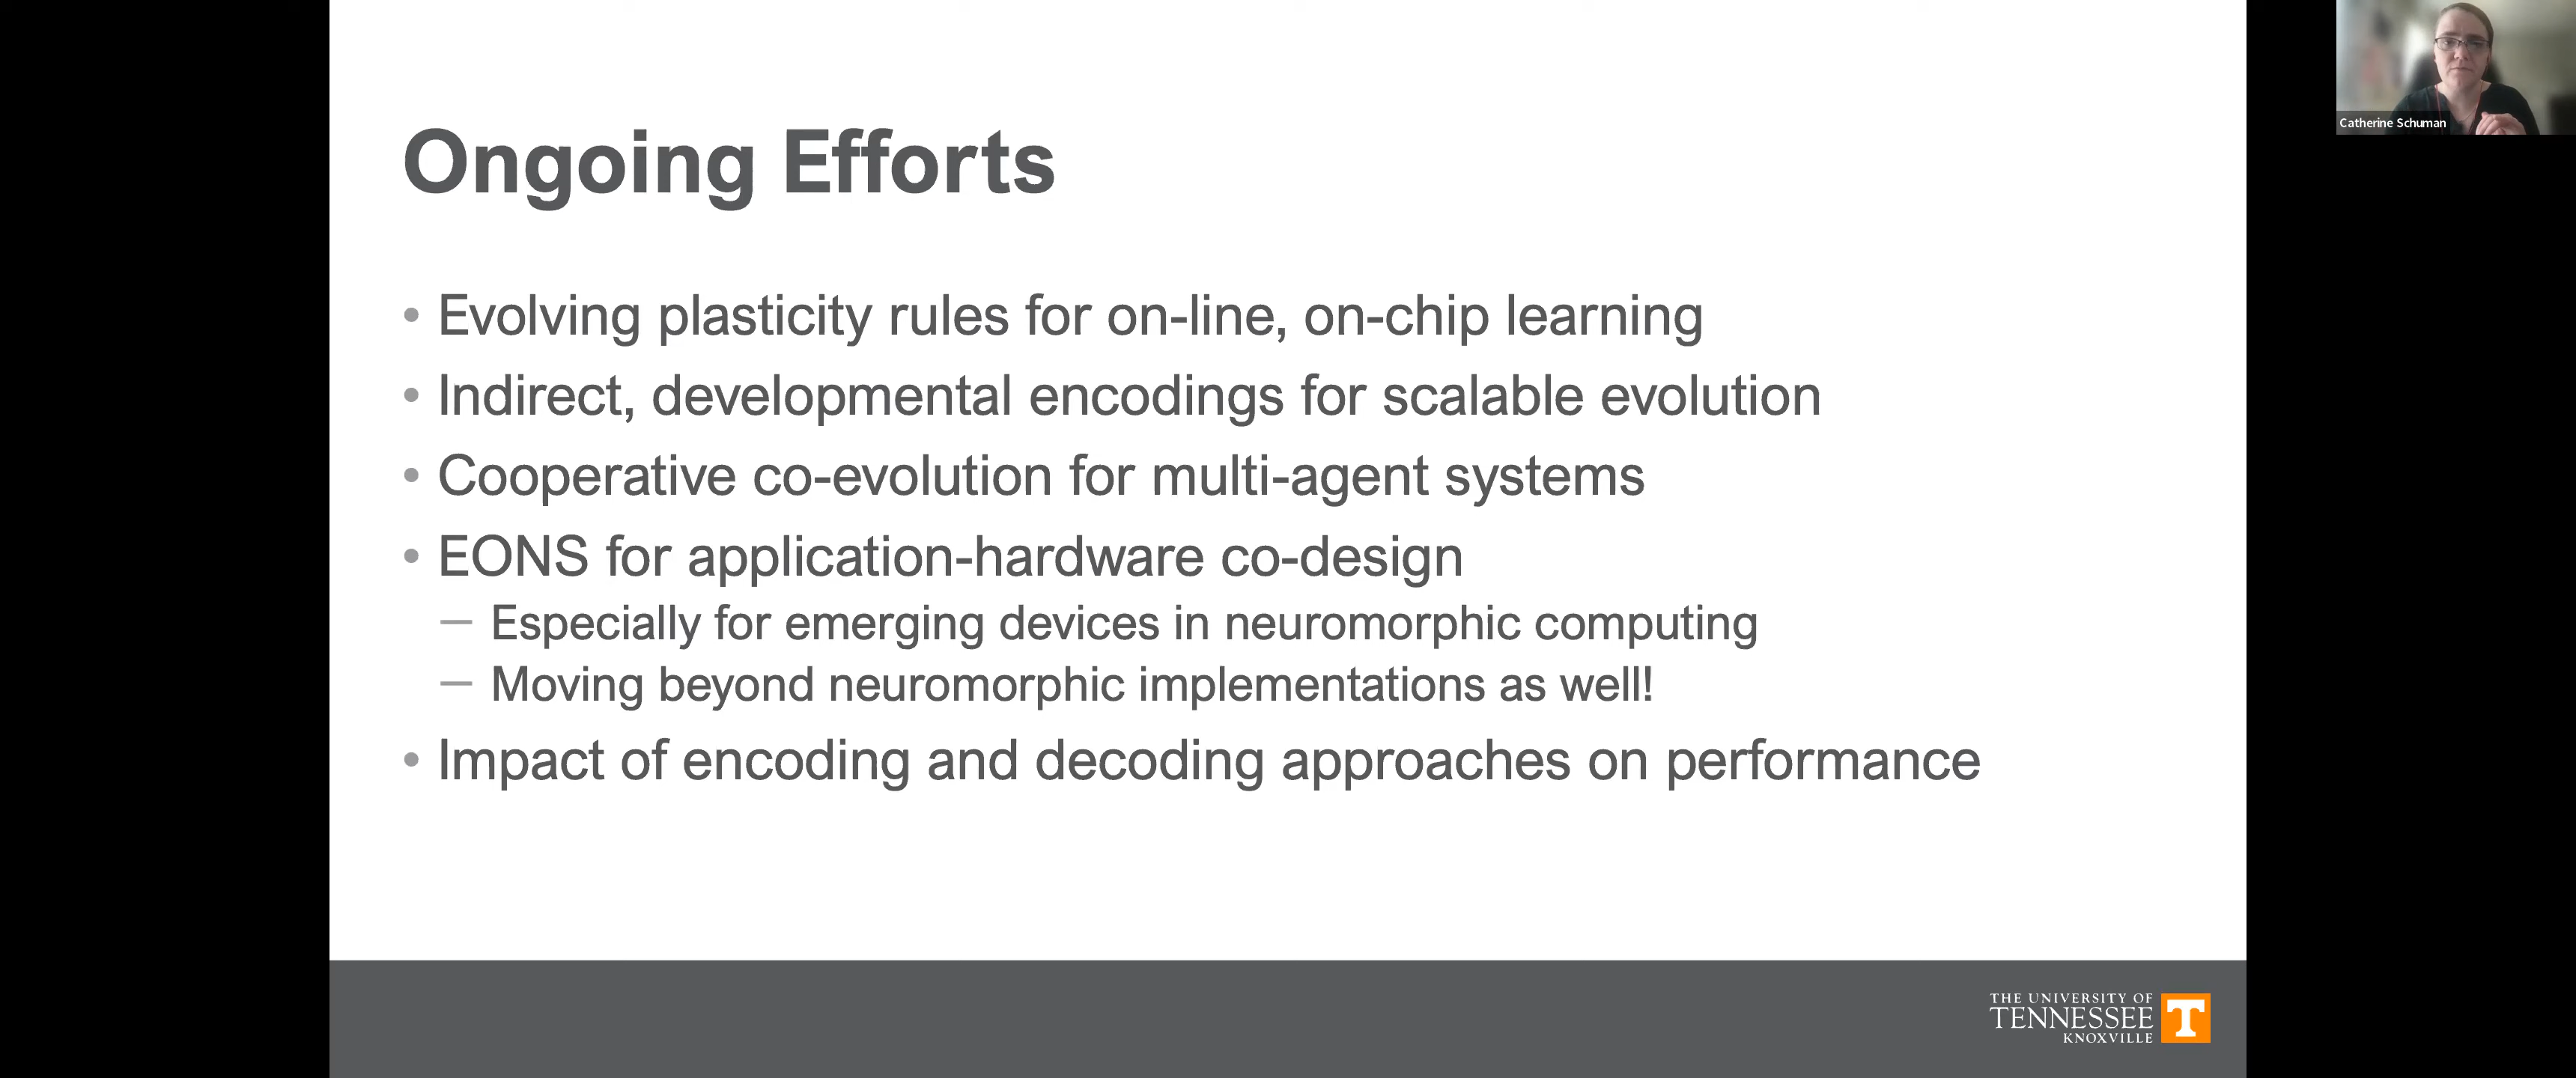 Ongoing Efforts
• Evolving plasticity rules for on-line, on-chip learning
• Indirect, developmental encodings for scalable evolution
• Cooperative co-evolution for multi-agent systems
• EONS for application-hardware co-design
– Especially for emerging devices in neuromorphic computing
– Moving beyond neuromorphic implementations as well!
• Impact of encoding and decoding approaches on performance
Catherine Schuman
THE UNIVERSITY OF
TENNESSEE
KNOXVILLE
T